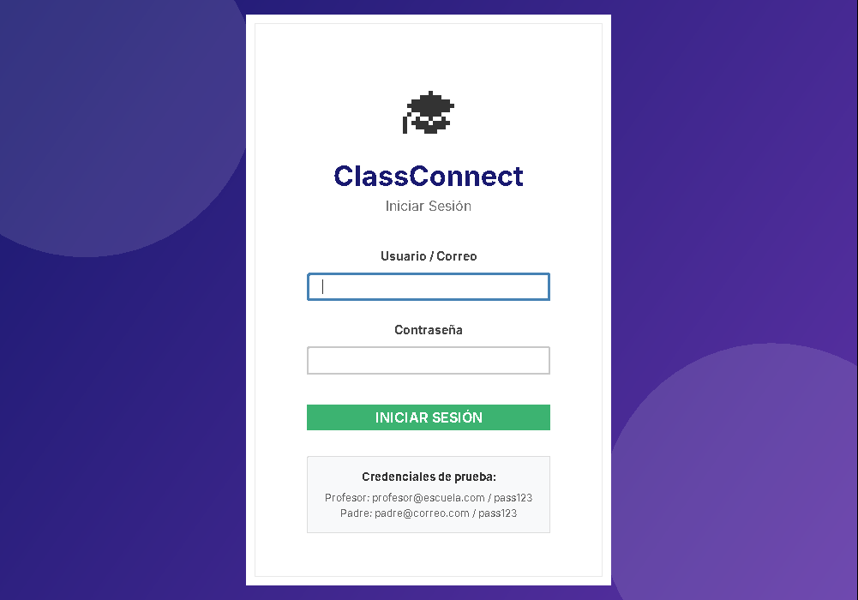 ClassConnect
Iniciar Sesión
Usuario / Correo
Contraseña
INICIAR SESIÓN
Credenciales de prueba:
Profesor: profesor@escuela.com / pass123
Padre: padre@correo.com / pass123